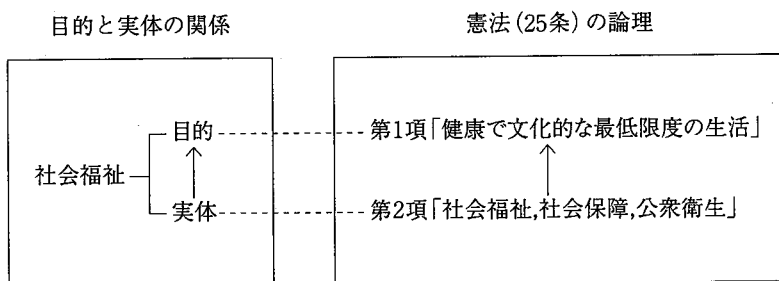 目的と実体の関係
憲法(25条)の論理
目的
第1項「健康で文化的な最低限度の生活」
社会福祉
実体
第2項「社会福祉,社会保障,公衆衛生」